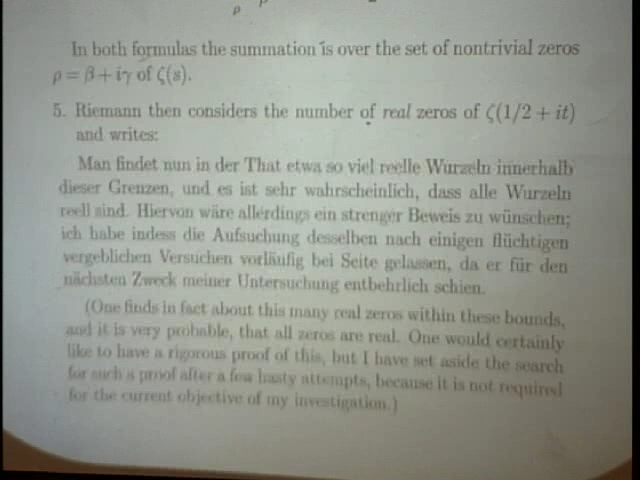 ρ ρ
In both formulas the summation is over the set of nontrivial zeros
ρ = β + iγ of ζ(s).
5. Riemann then considers the number of real zeros of ζ(1/2 + it)
and writes:
Man findet nun in der That etwa so viel reelle Wurzeln innerhalb
dieser Grenzen, und es ist sehr wahrscheinlich, dass alle Wurzeln
reell sind. Hiervon wäre allerdings ein strenger Beweis zu wünschen;
ich habe indess die Aufsuchung desselben nach einigen flüchtigen
vergeblichen Versuchen vorläufig bei Seite gelassen, da er für den
nächsten Zweck meiner Untersuchung entbehrlich schien.
(One finds in fact about this many real zeros within these bounds,
and it is very probable, that all zeros are real. One would certainly
like to have a rigorous proof of this, but I have set aside the search
for such a proof after a few hasty attempts, because it is not required
for the current objective of my investigation.)